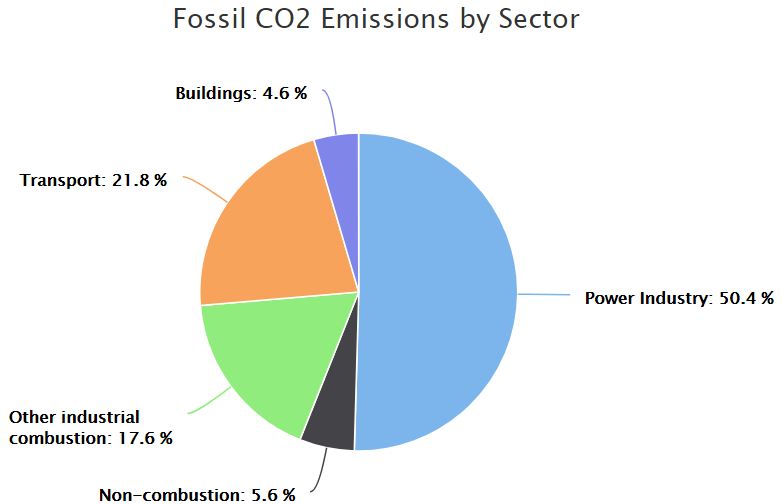 Fossil CO2 Emissions by Sector
Buildings: 4.6 %
Transport: 21.8 %
Power Industry: 50.4 %
Other industrial
combustion: 17.6 %
Non-combustion: 5.6 %